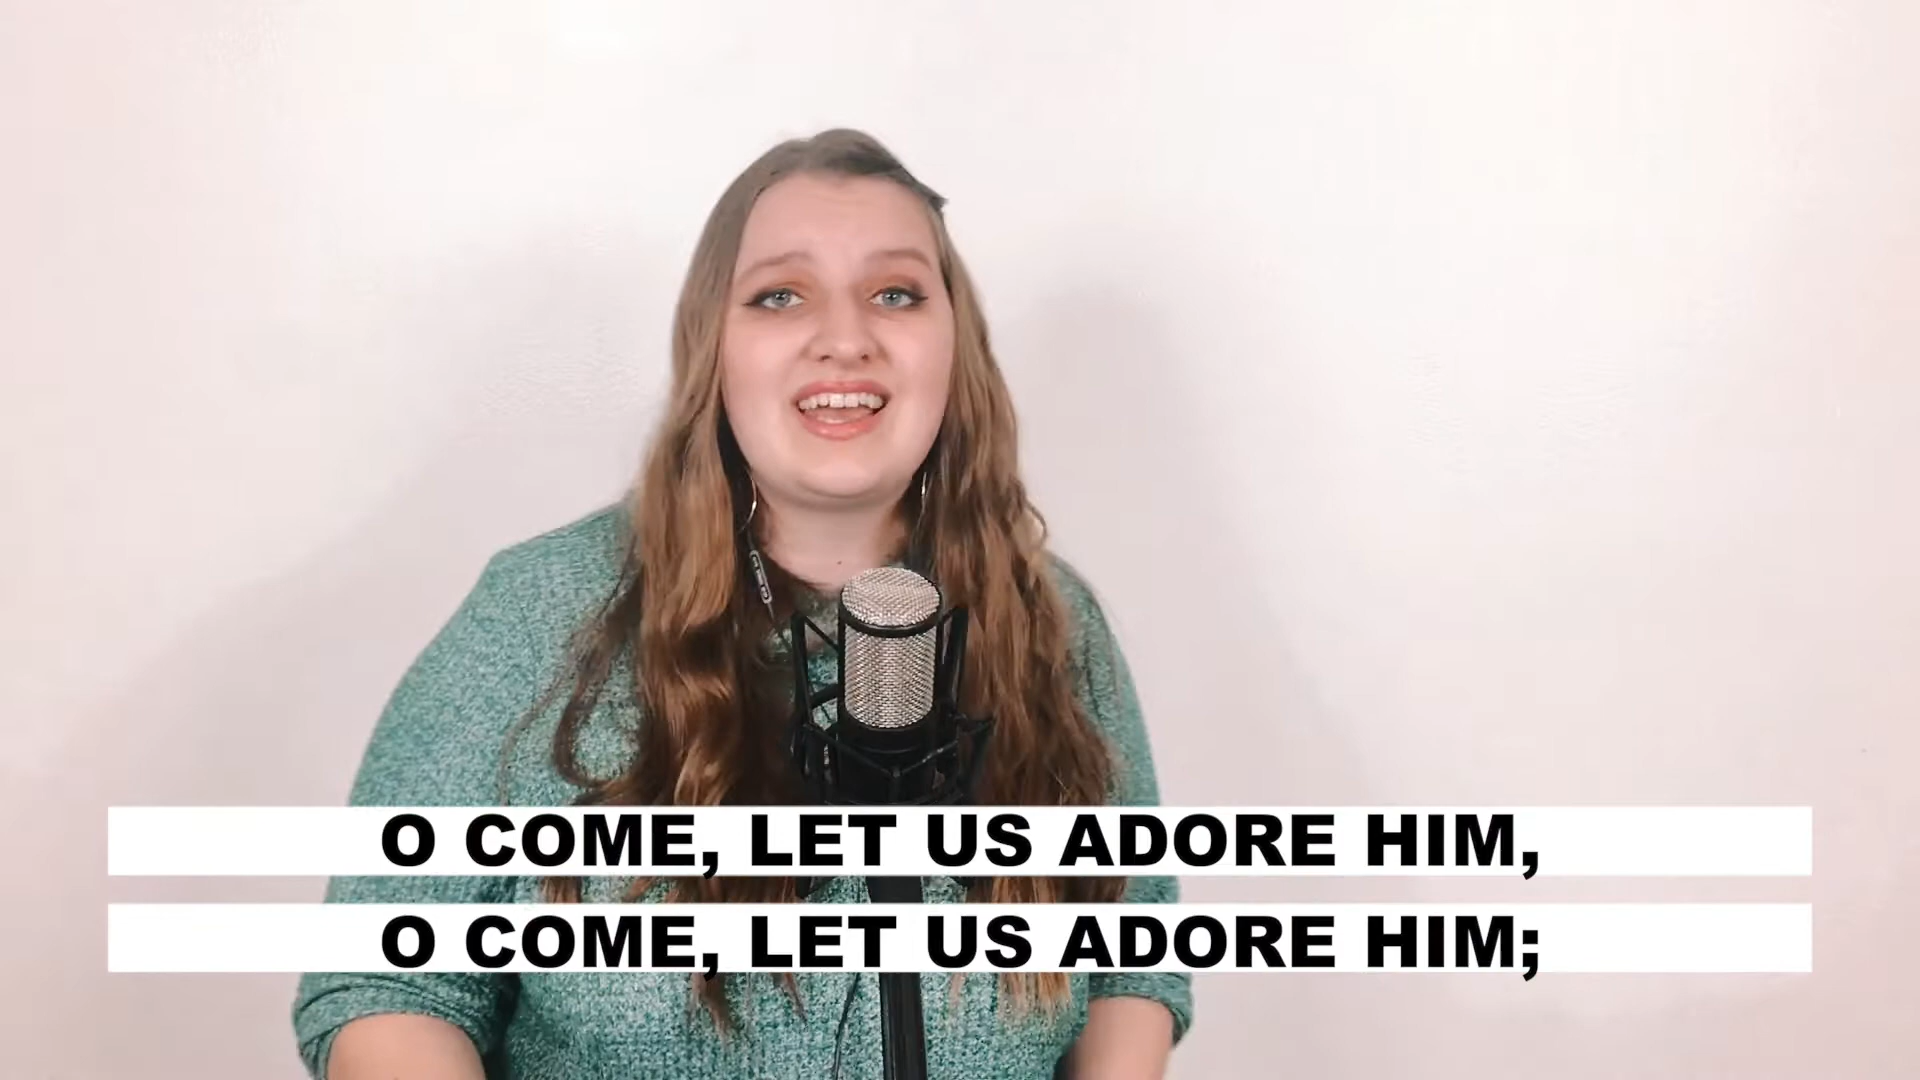 O COME, LET US ADORE HIM,
O COME, LET US ADORE HIM;